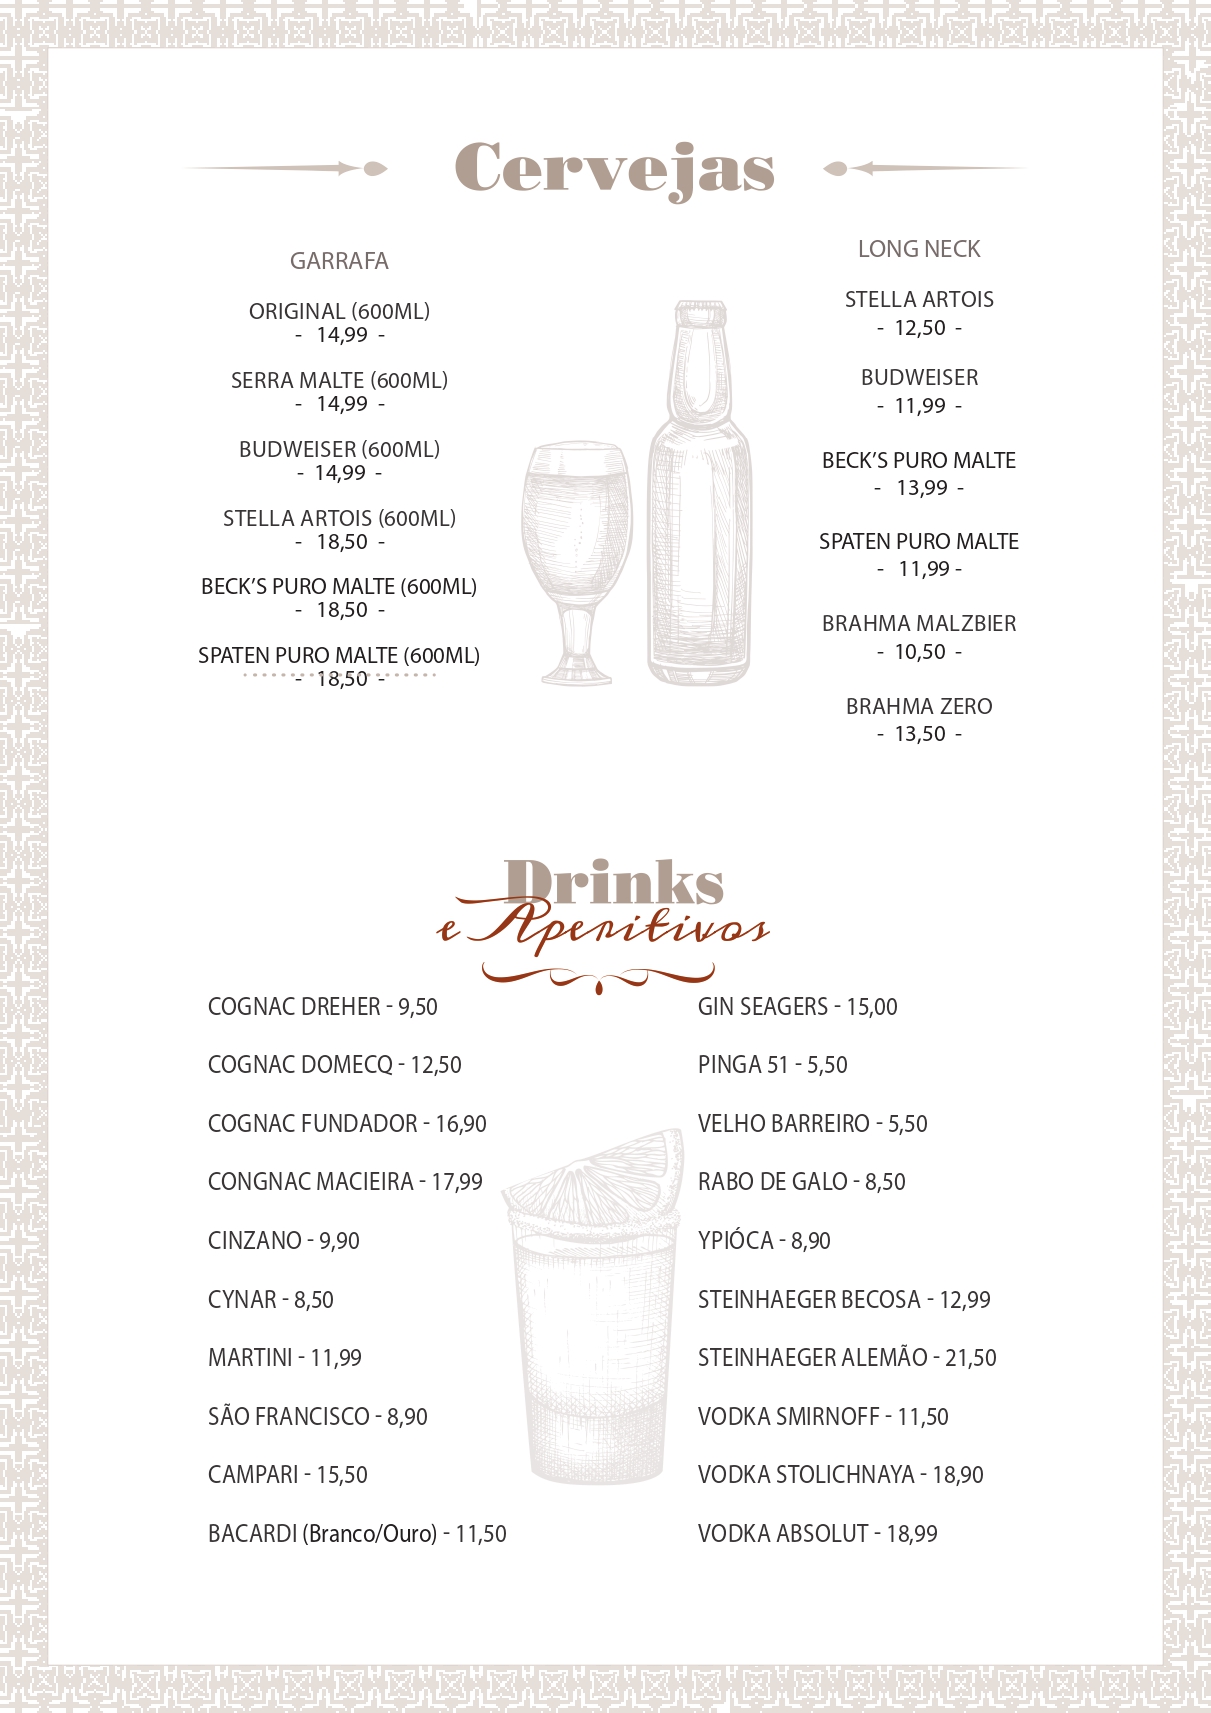 Cervejas
GARRAFA
ORIGINAL (600ML)
- 14,99 -
SERRA MALTE (600ML)
- 14,99 -
BUDWEISER (600ML)
- 14,99 -
STELLA ARTOIS (600ML)
- 18,50 -
BECK’S PURO MALTE (600ML)
- 18,50 -
SPATEN PURO MALTE (600ML)
- 18,50 -
LONG NECK
STELLA ARTOIS
- 12,50 -
BUDWEISER
- 11,99 -
BECK’S PURO MALTE
- 13,99 -
SPATEN PURO MALTE
- 11,99 -
BRAHMA MALZBIER
- 10,50 -
BRAHMA ZERO
- 13,50 -
Drinks
e Aperitivos
COGNAC DREHER - 9,50
COGNAC DOMECQ - 12,50
COGNAC FUNDADOR - 16,90
CONGNAC MACIEIRA - 17,99
CINZANO - 9,90
CYNAR - 8,50
MARTINI - 11,99
SÃO FRANCISCO - 8,90
CAMPARI - 15,50
BACARDI (Branco/Ouro) - 11,50
GIN SEAGERS - 15,00
PINGA 51 - 5,50
VELHO BARREIRO - 5,50
RABO DE GALO - 8,50
YPIÓCA - 8,90
STEINHAEGER BECOSA - 12,99
STEINHAEGER ALEMÃO - 21,50
VODKA SMIRNOFF - 11,50
VODKA STOLICHNAYA - 18,90
VODKA ABSOLUT - 18,99